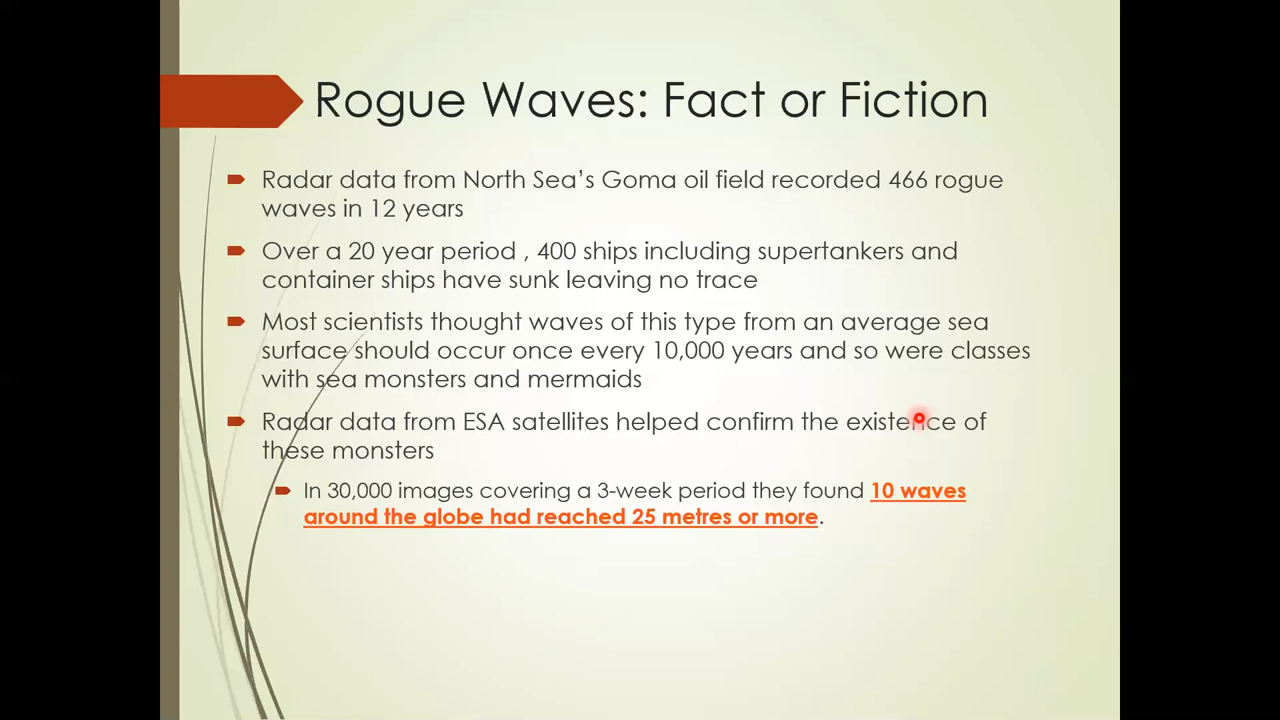 Rogue Waves: Fact or Fiction
Radar data from North Sea's Goma oil field recorded 466 rogue
waves in 12 years
Over a 20 year period , 400 ships including supertankers and
container ships have sunk leaving no trace
Most scientists thought waves of this type from an average sea
surface should occur once every 10,000 years and so were classes
with sea monsters and mermaids
Radar data from ESA satellites helped confirm the existence of
these monsters
In 30,000 images covering a 3-week period they found 10 waves
around the globe had reached 25 metres or more.